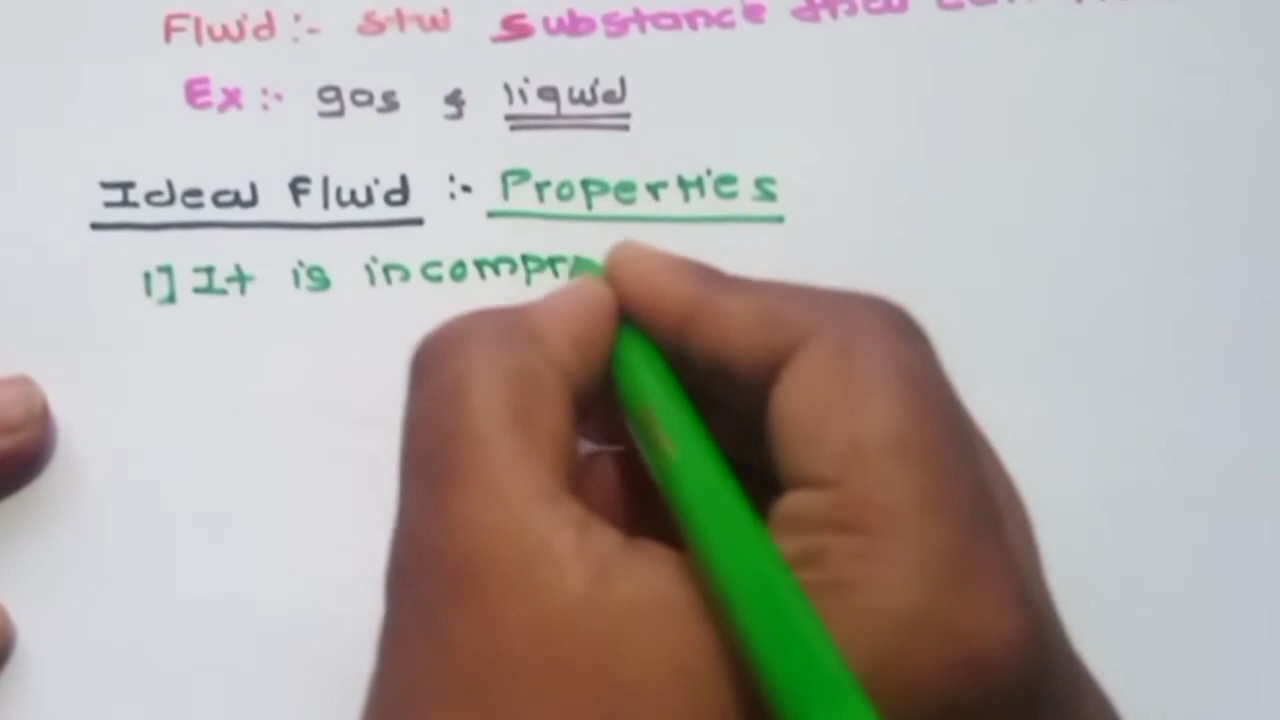 Fluid :- substance
Ex :- gas & liquid
Ideal Fluid :- Properties
1] It is incompr